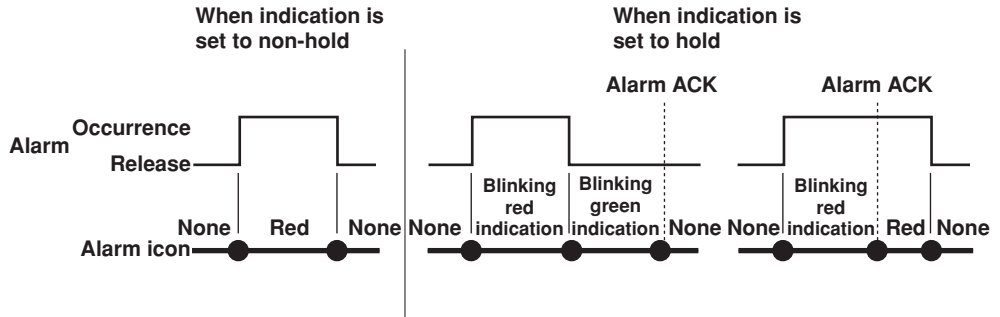 When indication is
set to non-hold
When indication is
set to hold
Alarm ACK
Alarm ACK
Alarm
Occurrence
Release
None
Red
None
Alarm icon
None
Blinking
red
indication
Blinking
green
indication
None
None
Blinking
red
indication
Red
None